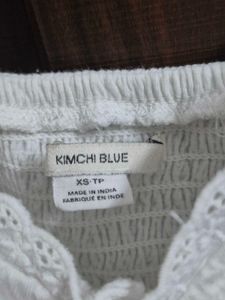 KIMCHI BLUE
XS-TP
MADE IN INDIA
FABRIQUÉ EN INDE